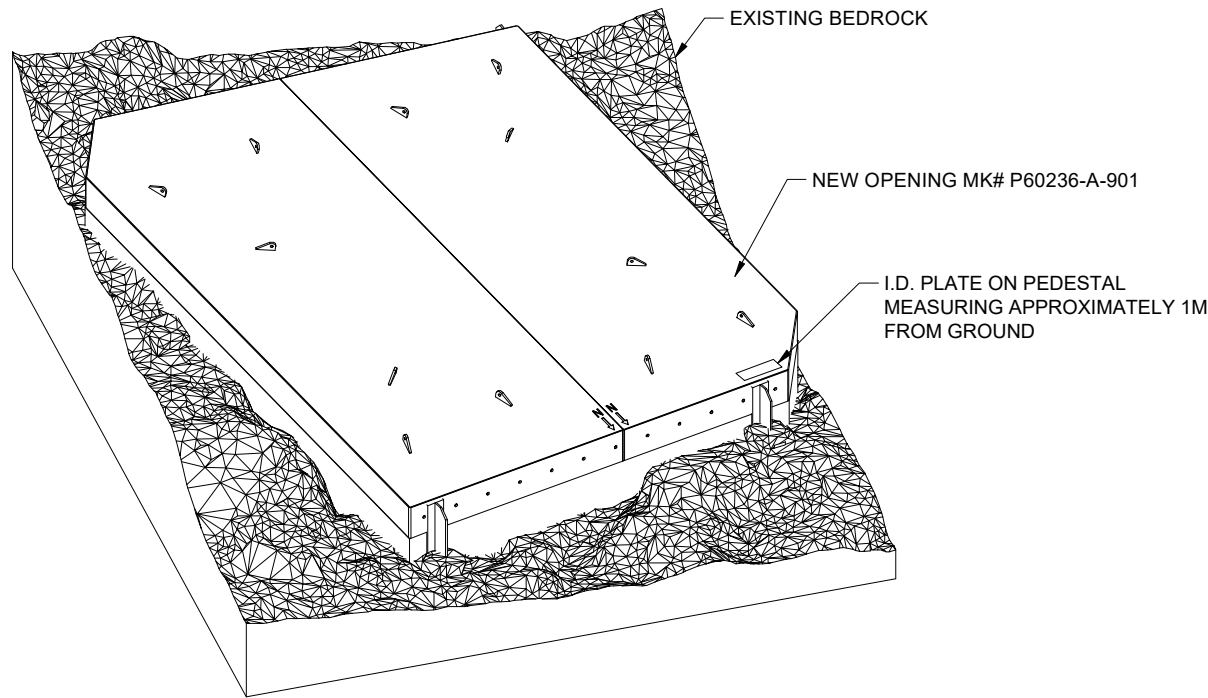 EXISTING BEDROCK
NEW OPENING MK# P60236-A-901
I.D. PLATE ON PEDESTAL
MEASURING APPROXIMATELY 1M
FROM GROUND
N N